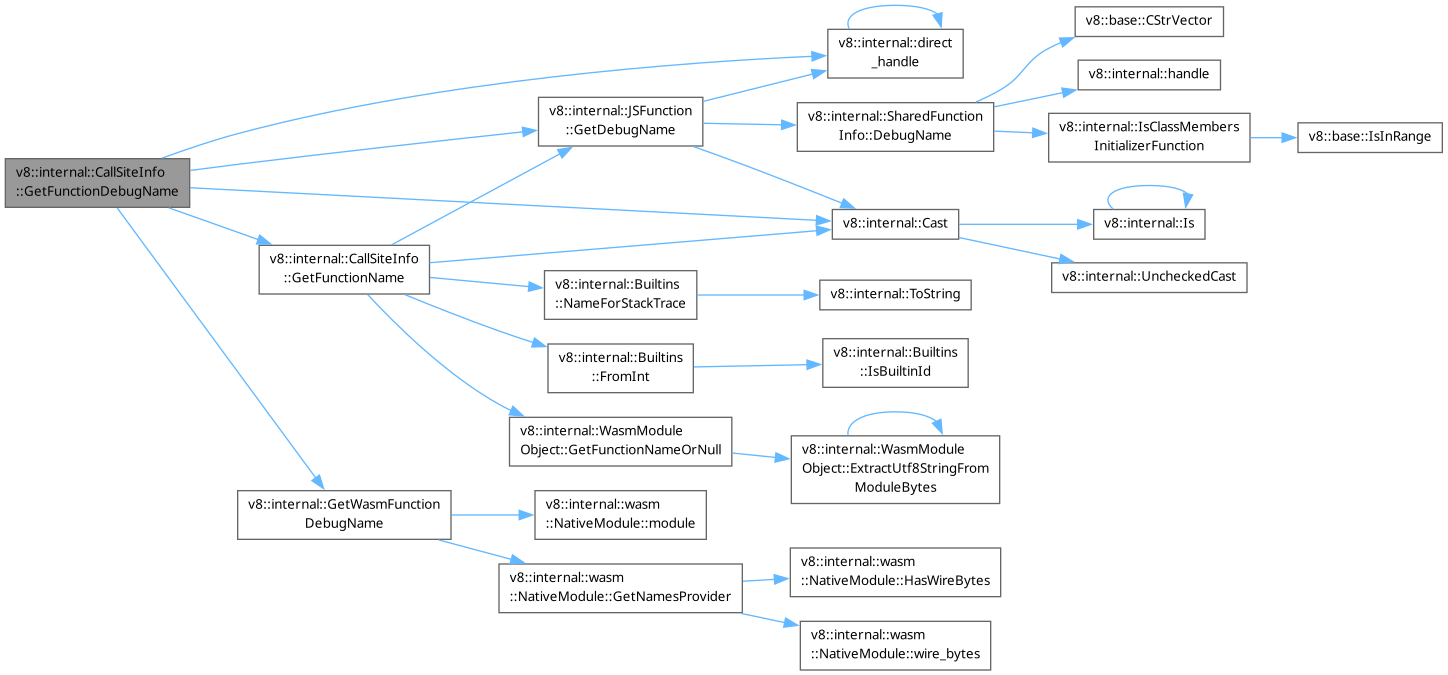 v8::internal::CallSiteInfo
::GetFunctionDebugName
v8::internal::direct
_handle
v8::internal::JSFunction
::GetDebugName
v8::internal::CallSiteInfo
::GetFunctionName
v8::internal::GetWasmFunction
DebugName
v8::internal::SharedFunction
Info::DebugName
v8::base::CStrVector
v8::internal::handle
v8::internal::IsClassMembers
InitializerFunction
v8::base::IsInRange
v8::internal::Cast
v8::internal::Is
v8::internal::UncheckedCast
v8::internal::Builtins
::NameForStackTrace
v8::internal::ToString
v8::internal::Builtins
::FromInt
v8::internal::Builtins
::IsBuiltinId
v8::internal::WasmModule
Object::GetFunctionNameOrNull
v8::internal::WasmModule
Object::ExtractUtf8StringFrom
ModuleBytes
v8::internal::wasm
::NativeModule::module
v8::internal::wasm
::NativeModule::GetNamesProvider
v8::internal::wasm
::NativeModule::HasWireBytes
v8::internal::wasm
::NativeModule::wire_bytes